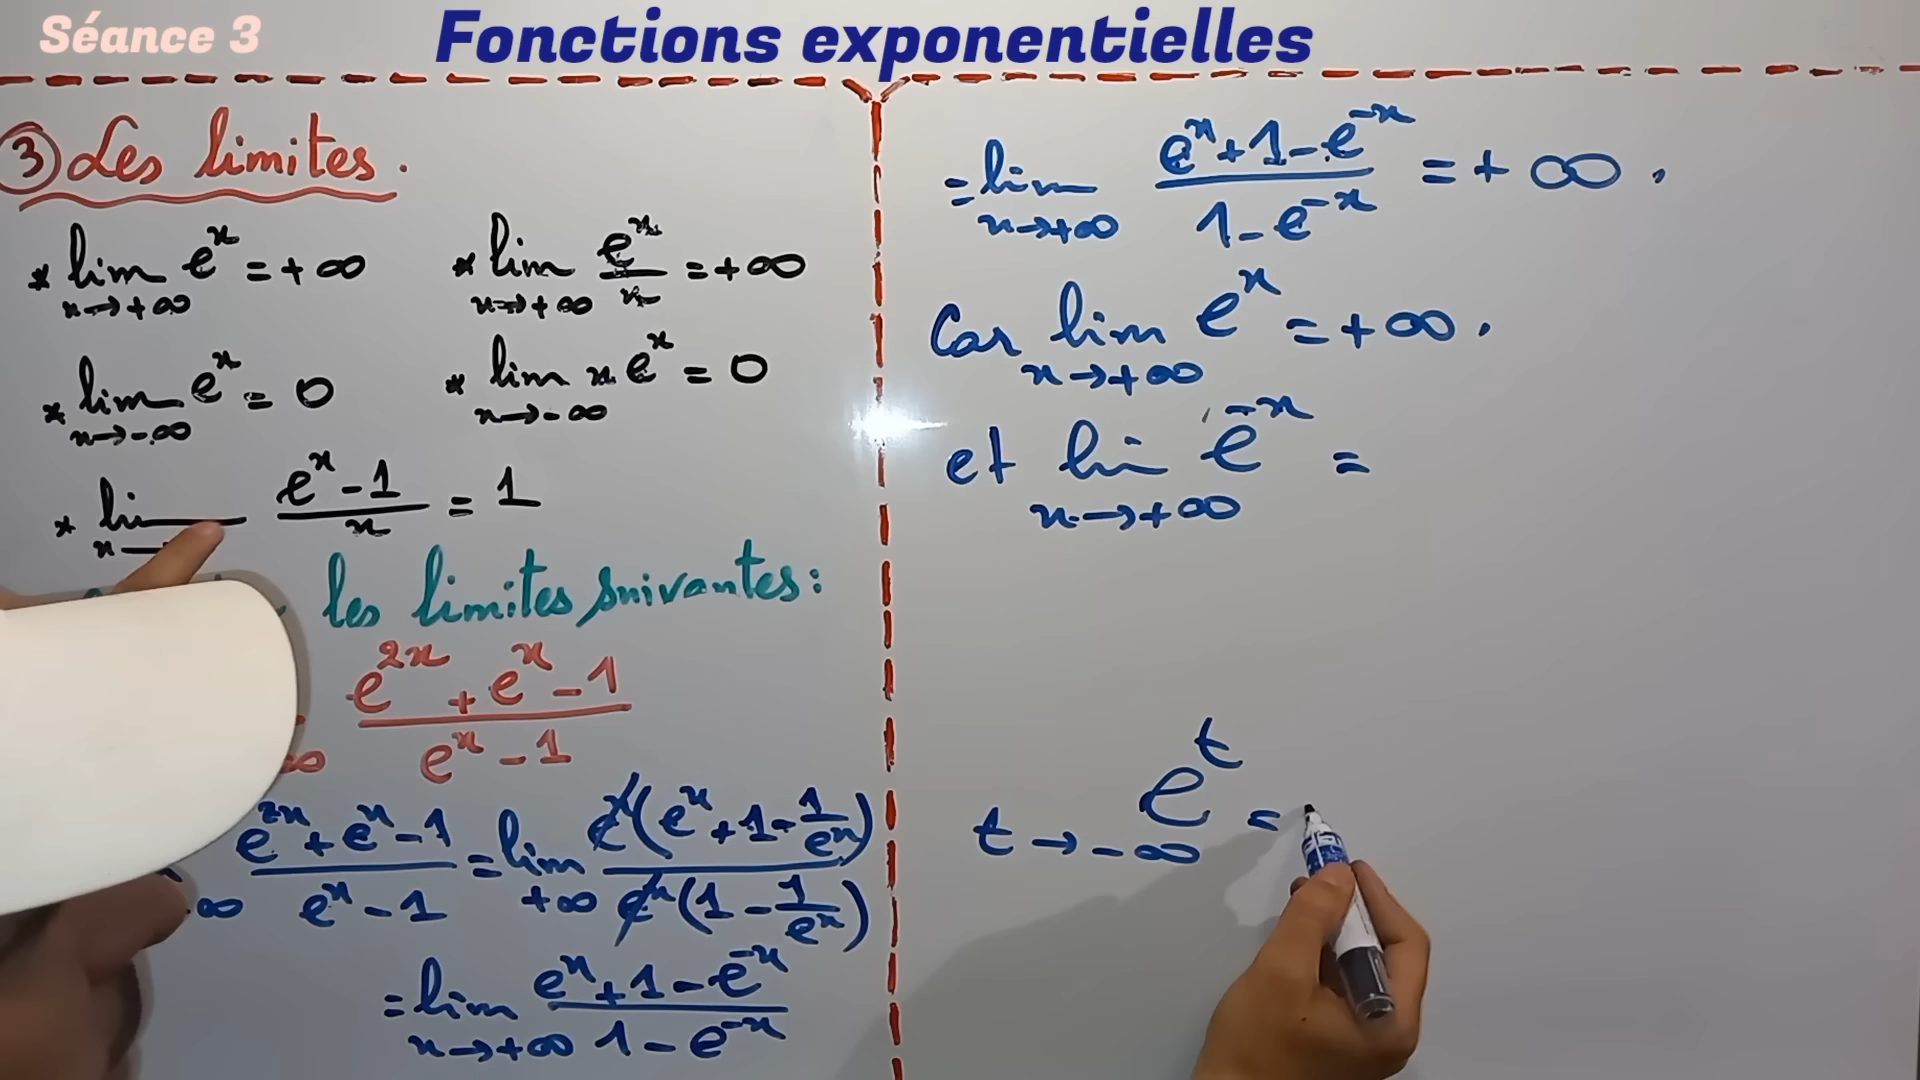 Séance 3
Fonctions exponentielles
③ Les limites.
* lim x→+∞ e^x = +∞
* lim x→+∞ e^x/x = +∞
* lim x→-∞ e^x = 0
* lim x→-∞ x e^x = 0
* lim x→ (e^x - 1)/x = 1
les limites suivantes:
∞ (e^{2x} + e^x - 1)/(e^x - 1)
∞ (e^{2x} + e^x - 1)/(e^x - 1) = lim +∞ e^x(e^x + 1 - 1/e^x)/e^x(1 - 1/e^x)
= lim x→+∞ (e^x + 1 - e^{-x})/(1 - e^{-x})
= lim x→+∞ (e^x + 1 - e^{-x})/(1 - e^{-x}) = +∞.
Car lim x→+∞ e^x = +∞.
et lim x→+∞ e^{-x} =
t→-∞ e^t =